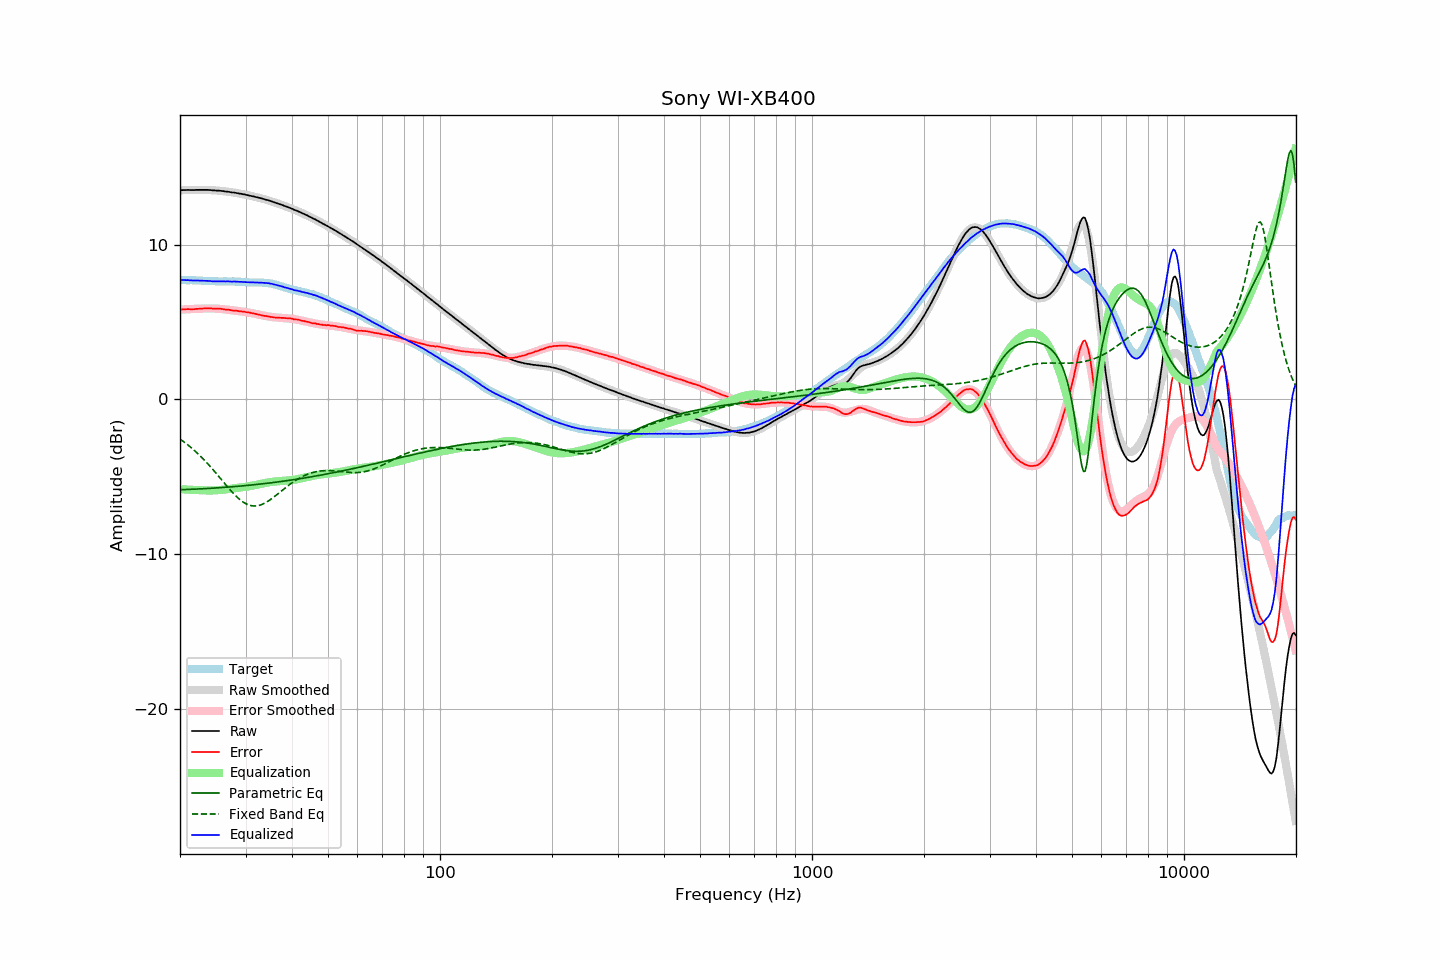 Sony WI-XB400
Amplitude (dBr)
10
0
−10
−20
Target
Raw Smoothed
Error Smoothed
Raw
Error
Equalization
Parametric Eq
Fixed Band Eq
Equalized
100
1000
10000
Frequency (Hz)